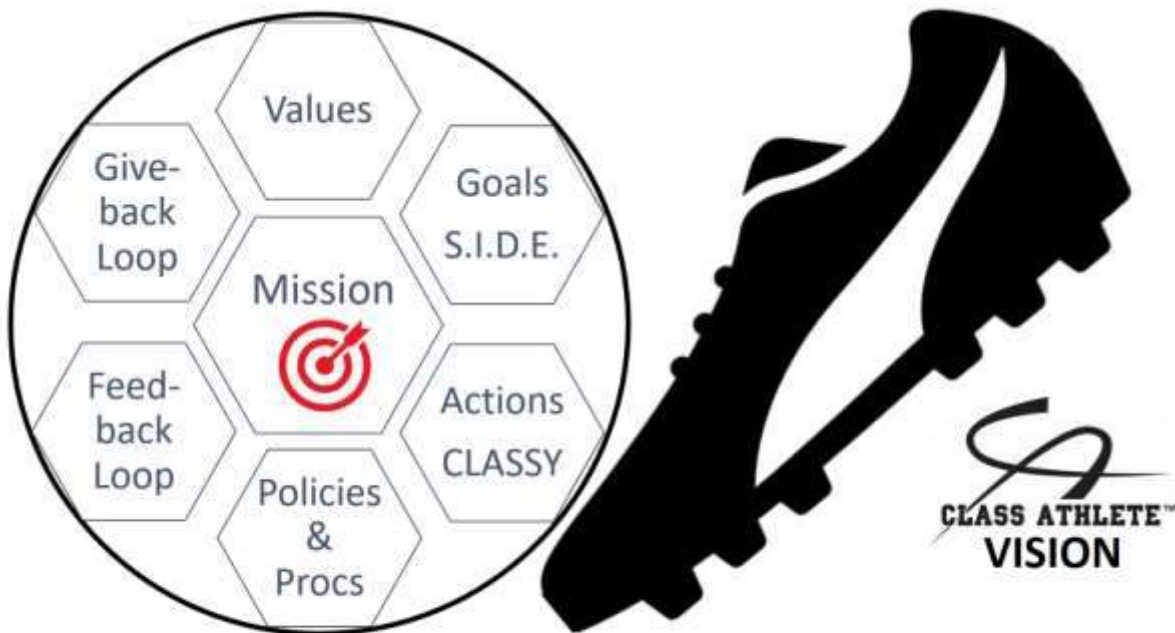 Values
Give-
back
Loop
Goals
S.I.D.E.
Mission
Feed-
back
Loop
Actions
CLASSY
Policies
&
Procs
CLASS ATHLETE™
VISION